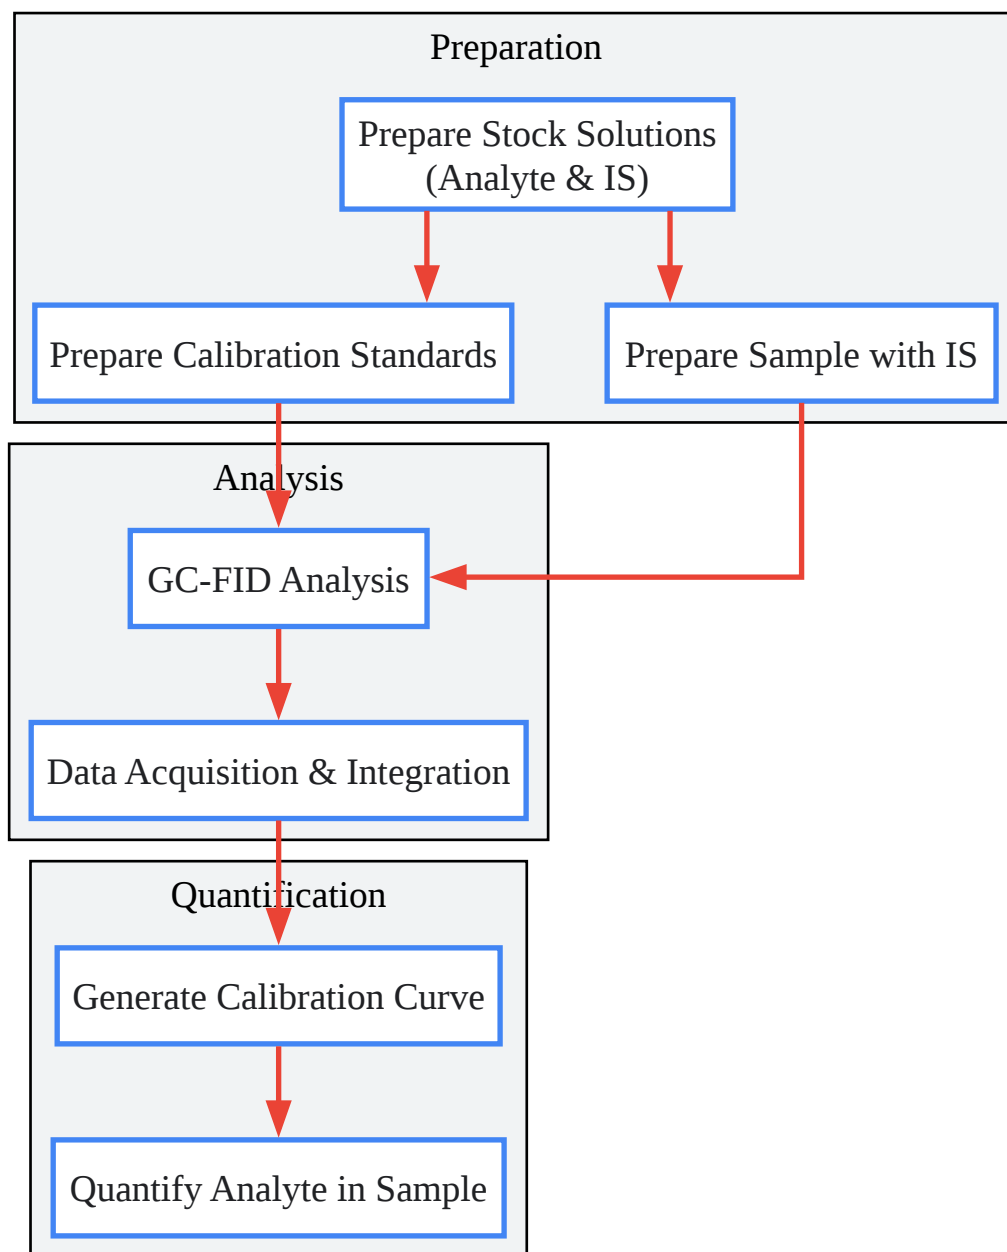 Preparation
Prepare Stock Solutions
(Analyte & IS)
Prepare Calibration Standards
Prepare Sample with IS
Analysis
GC-FID Analysis
Data Acquisition & Integration
Quantification
Generate Calibration Curve
Quantify Analyte in Sample